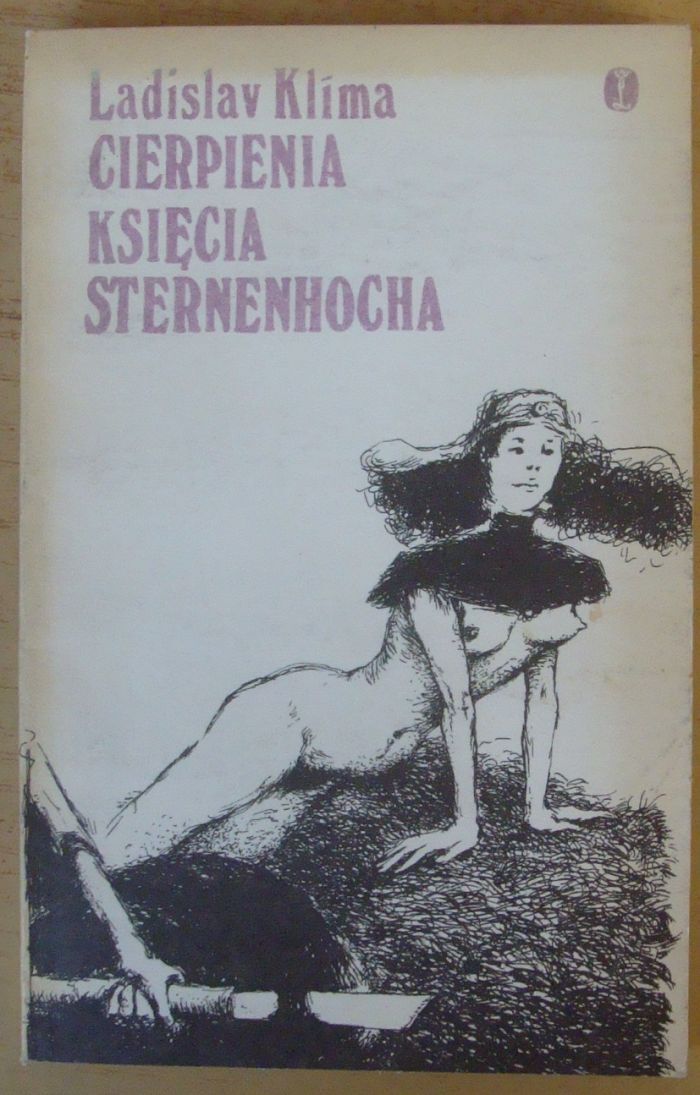 Ladislav Klíma
CIERPIENIA
KSIĘCIA
STERNENHOCHA